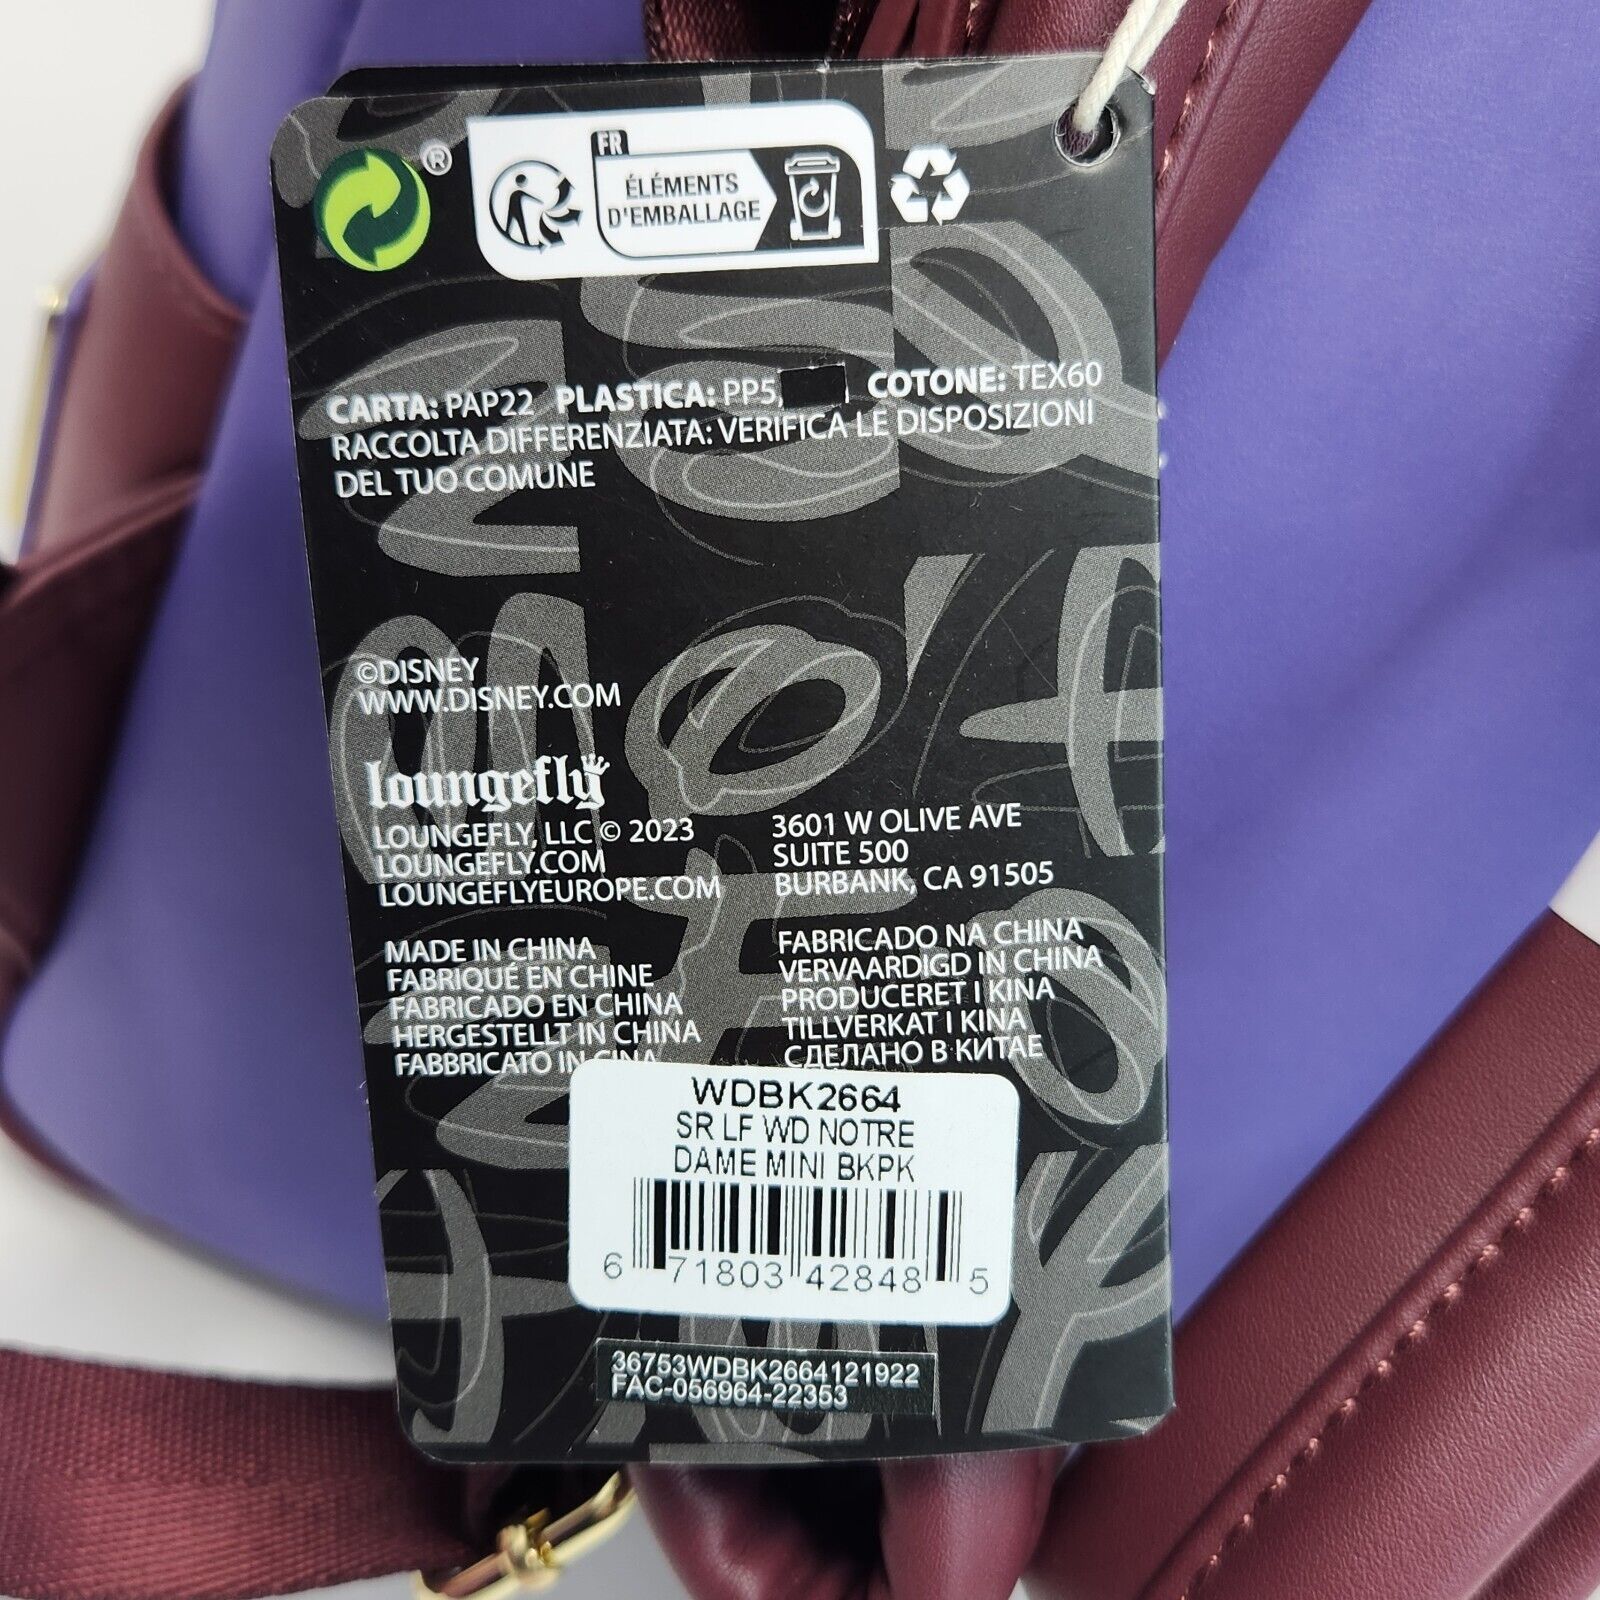 ®
FR
ÉLÉMENTS
D'EMBALLAGE
CARTA: PAP22 PLASTICA: PP5, COTONE: TEX60
RACCOLTA DIFFERENZIATA: VERIFICA LE DISPOSIZIONI
DEL TUO COMUNE
©DISNEY
WWW.DISNEY.COM
loungefly
LOUNGEFLY, LLC © 2023
LOUNGEFLY.COM
LOUNGEFLYEUROPE.COM
3601 W OLIVE AVE
SUITE 500
BURBANK, CA 91505
MADE IN CHINA
FABRIQUÉ EN CHINE
FABRICADO EN CHINA
HERGESTELLT IN CHINA
FABBRICATO IN CINA
FABRICADO NA CHINA
VERVAARDIGD IN CHINA
PRODUCERET I KINA
TILLVERKAT I KINA
СДЕЛАНО В КИТАЕ
WDBK2664
SR LF WD NOTRE
DAME MINI BKPK
6 71803 42848 5
36753WDBK2664121922
FAC-056964-22353